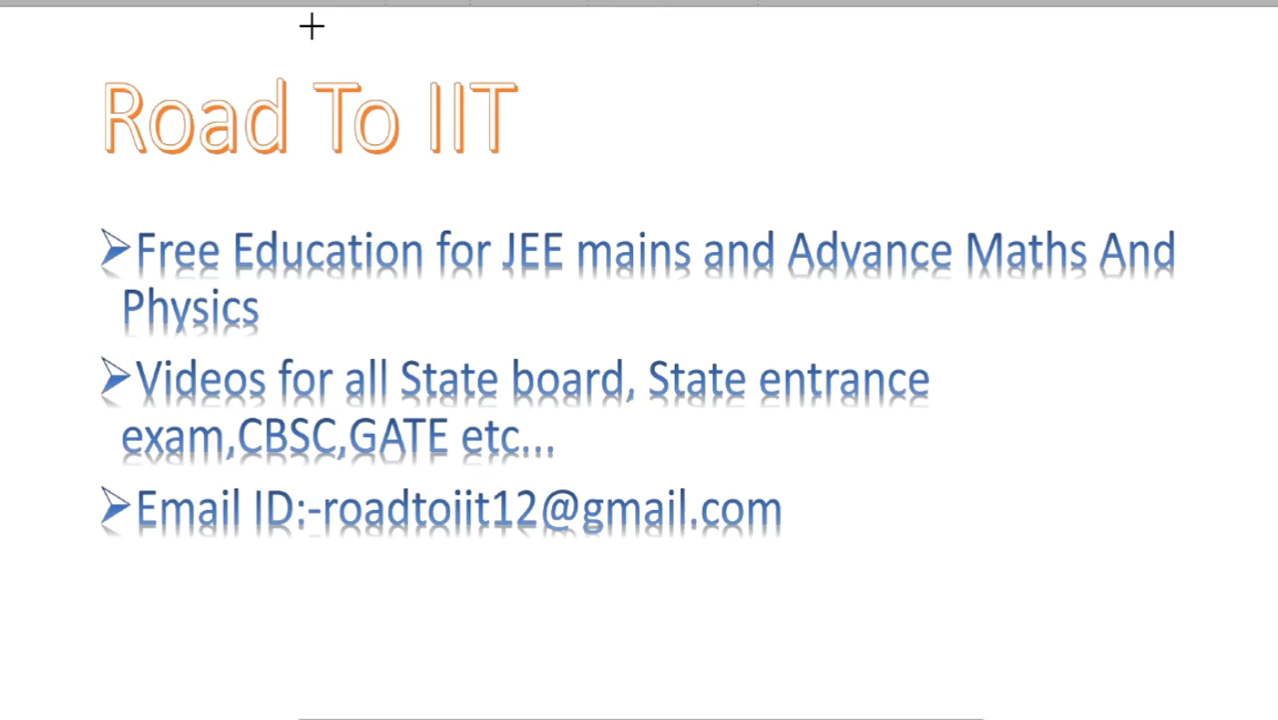 Road To IIT
Free Education for JEE mains and Advance Maths And
Physics
Videos for all State board, State entrance
exam,CBSC,GATE etc...
Email ID:-roadtoiit12@gmail.com